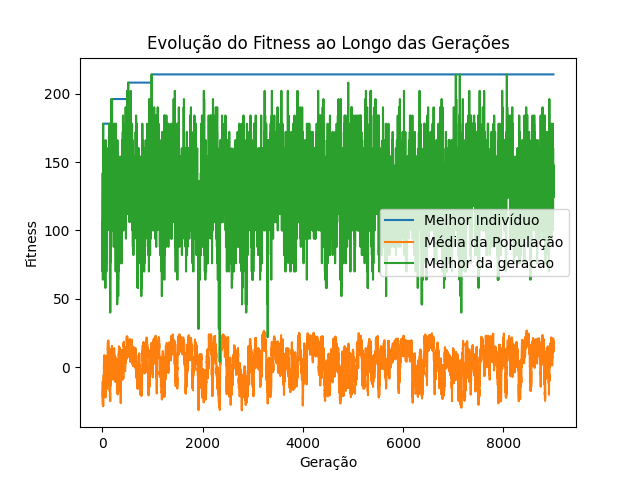 Evolução do Fitness ao Longo das Gerações
Fitness
200
150
100
50
0
Melhor Indivíduo
Média da População
Melhor da geracao
0 2000 4000 6000 8000
Geração